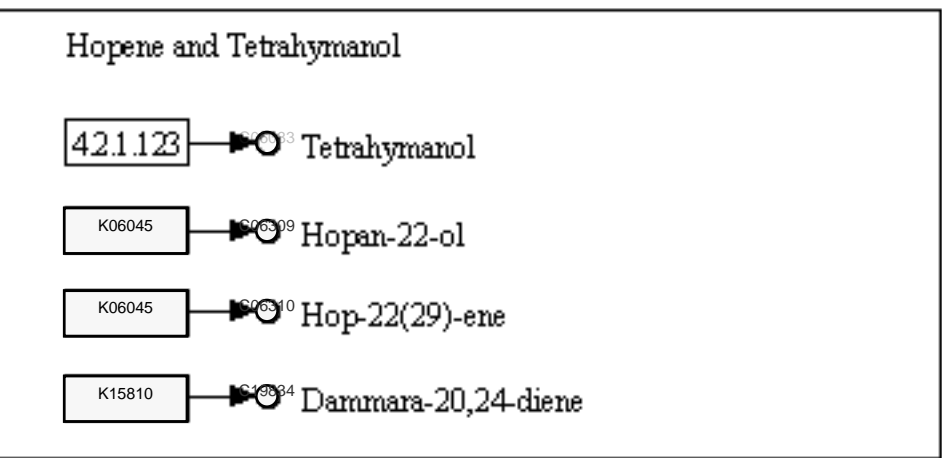 Hopene and Tetrahymanol
4.2.1.123 Tetrahymanol
K06045 Hopan-22-ol
K06045 Hop-22(29)-ene
K15810 Dammara-20,24-diene